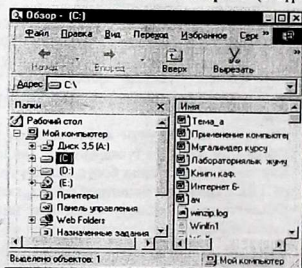 Обзор - (C:)
Файл Правка Вид Переход Избранное
Назад Вперед Вверх Вырезать
Адрес C:\
Папки
Рабочий стол
Мой компьютер
Диск 3,5 (A:)
(C:)
(D:)
(E:)
Принтеры
Панель управления
Web Folders
Назначенные задания
Имя
Тема_а
Применение компьютер
Мугалимдер курсу
Лабораториялык жуму
Книги каф.
Интернет 6-
ач
winzip.log
Выделено объектов: 1
Мой компьютер